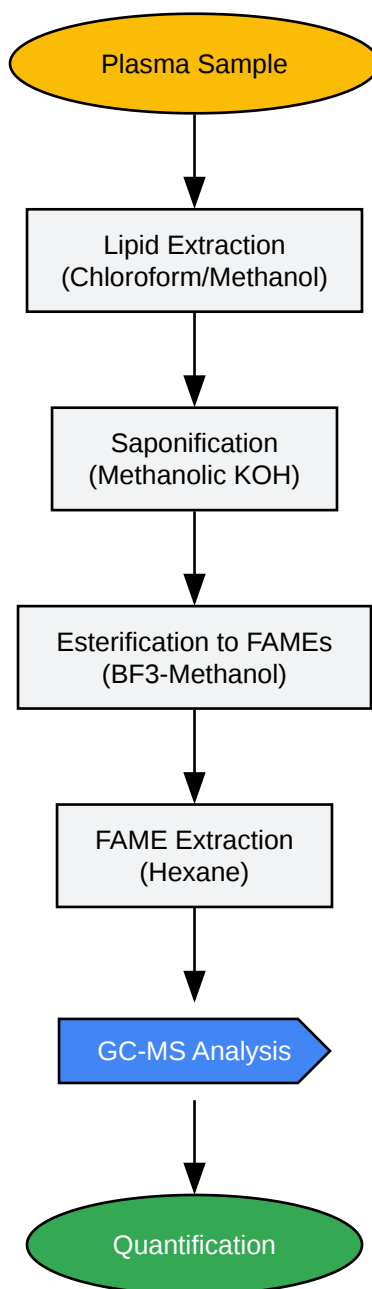 Plasma Sample
Lipid Extraction
(Chloroform/Methanol)
Saponification
(Methanolic KOH)
Esterification to FAMEs
(BF3-Methanol)
FAME Extraction
(Hexane)
GC-MS Analysis
Quantification